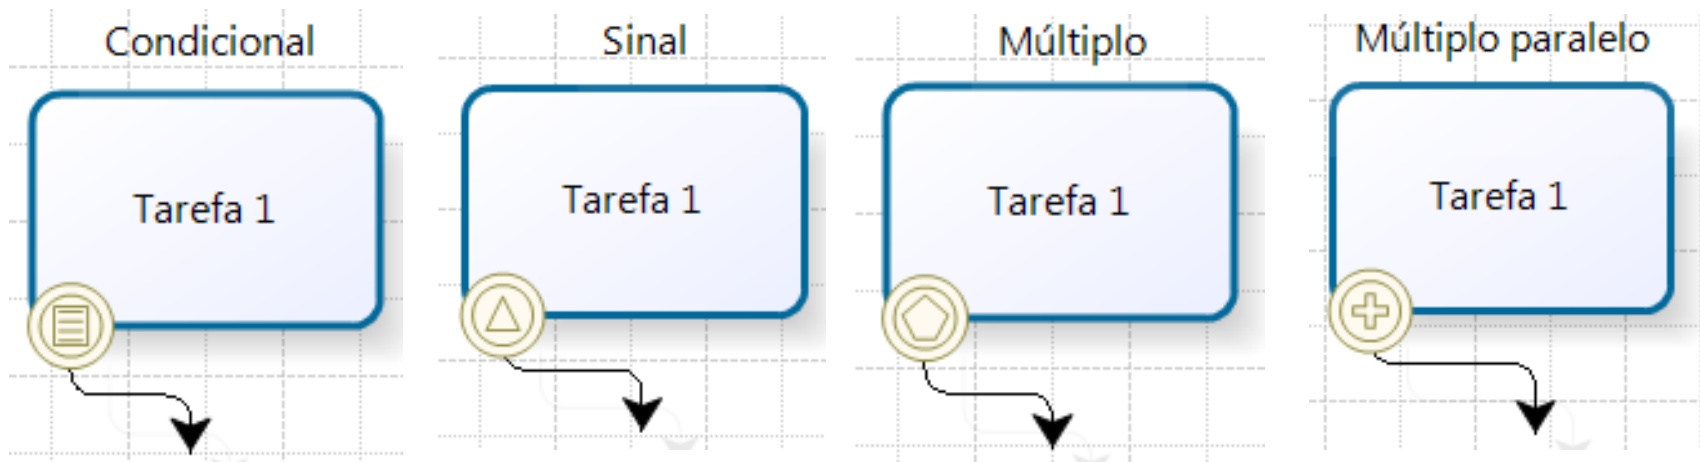 Condicional
Sinal
Múltiplo
Múltiplo paralelo
Tarefa 1
Tarefa 1
Tarefa 1
Tarefa 1